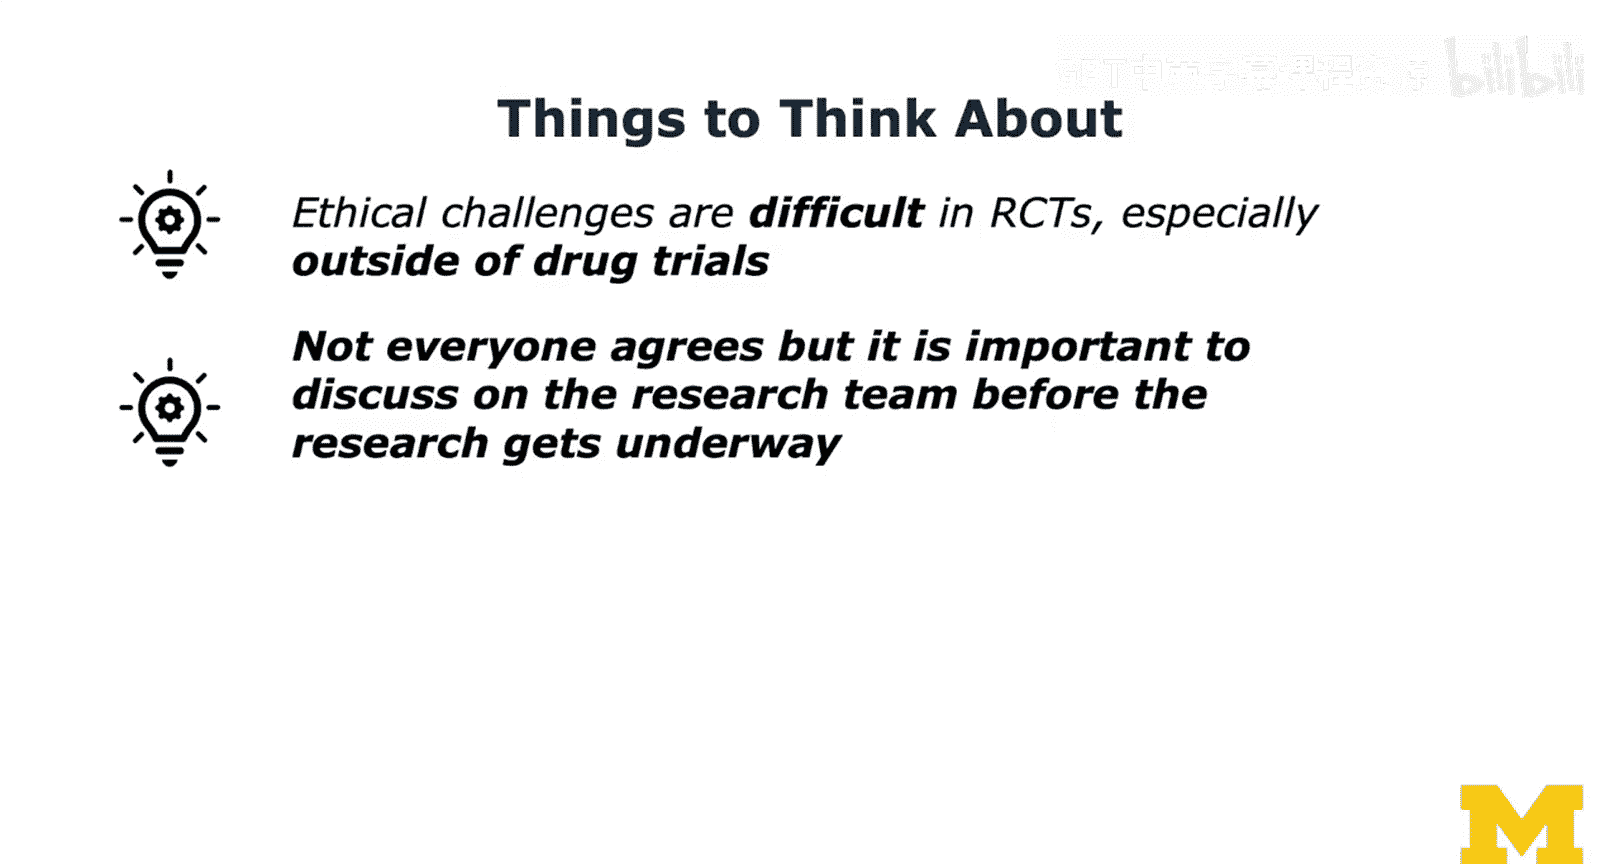 bilibili
Things to Think About
Ethical challenges are difficult in RCTs, especially
outside of drug trials
Not everyone agrees but it is important to
discuss on the research team before the
research gets underway
M